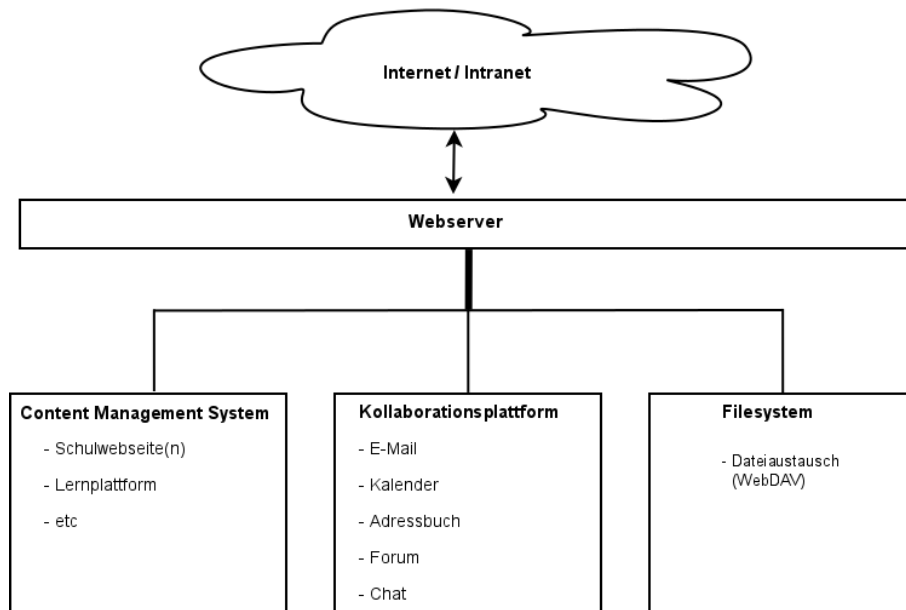 Internet / Intranet
Webserver
Content Management System
- Schulwebseite(n)
- Lernplattform
- etc
Kollaborationsplattform
- E-Mail
- Kalender
- Adressbuch
- Forum
- Chat
Filesystem
- Dateiaustausch
(WebDAV)